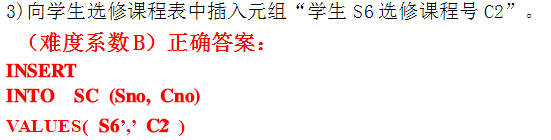 3)向学生选修课程表中插入元组“学生 S6 选修课程号 C2”。
（难度系数 B）正确答案：
INSERT
INTO SC (Sno, Cno)
VALUES( S6’,’ C2 )